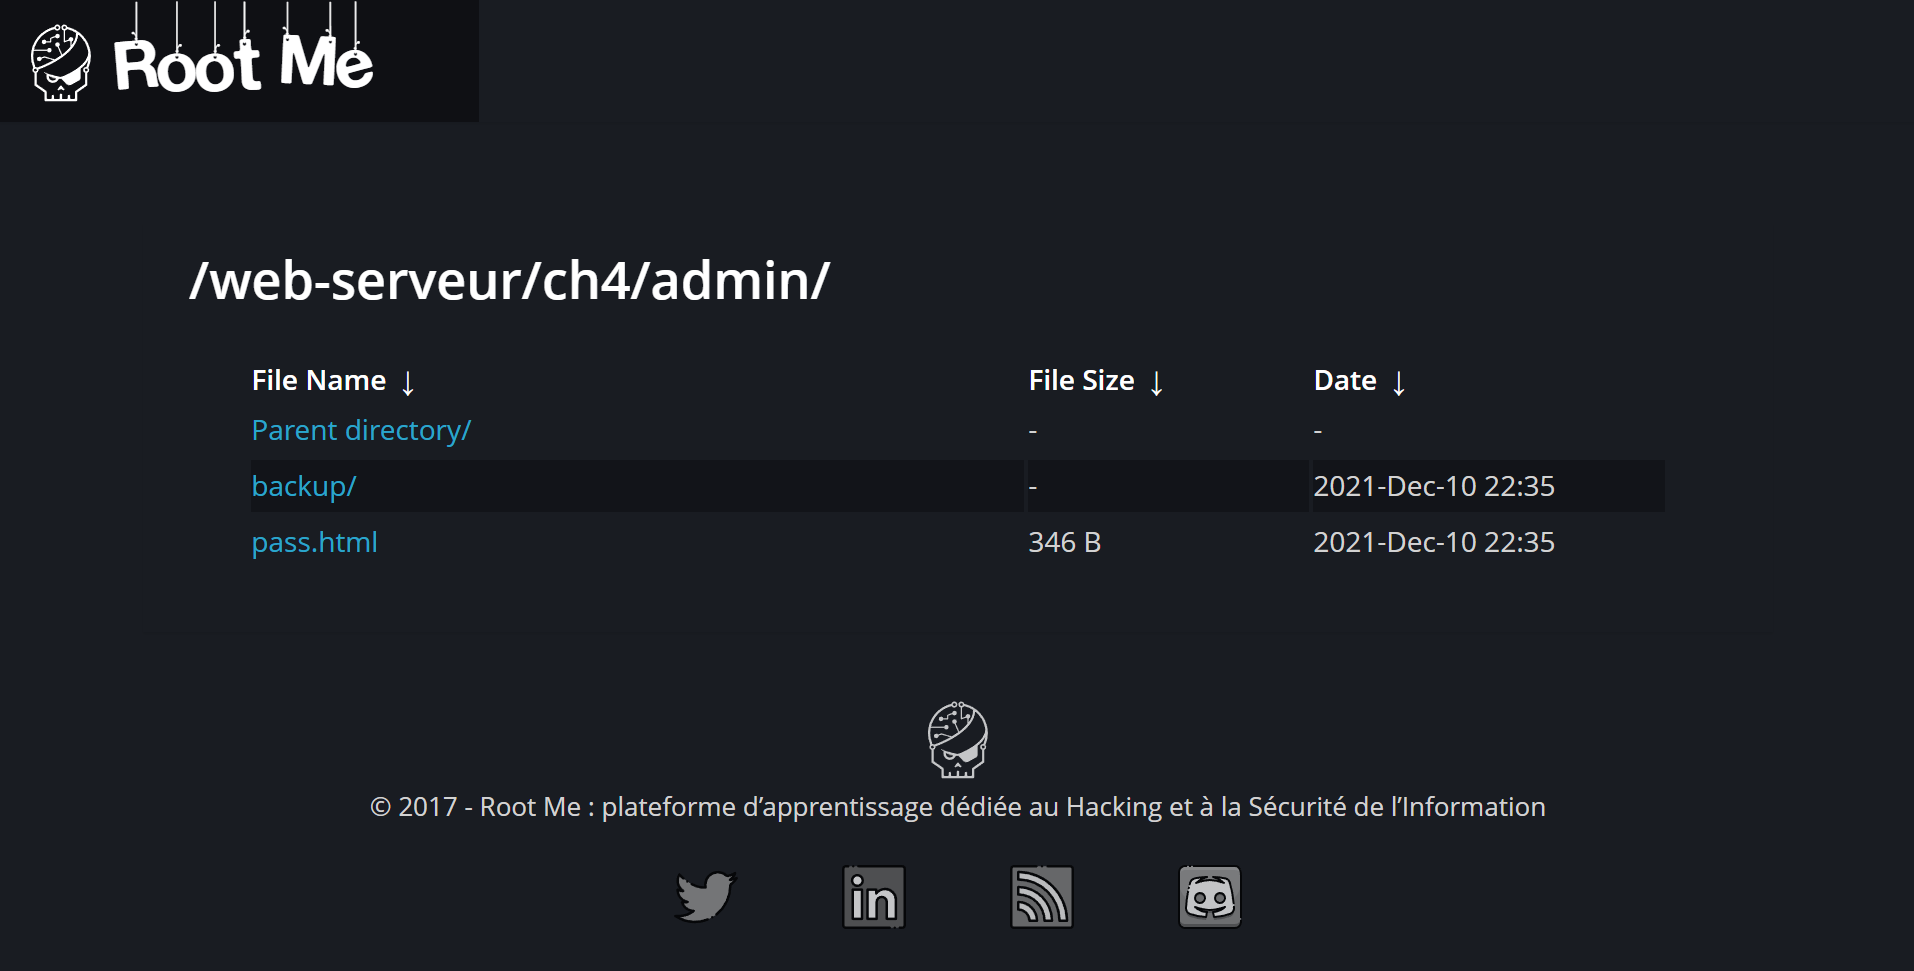 Root Me
/web-serveur/ch4/admin/
File Name ↓ File Size ↓ Date ↓
Parent directory/ - -
backup/ - 2021-Dec-10 22:35
pass.html 346 B 2021-Dec-10 22:35
© 2017 - Root Me : plateforme d’apprentissage dédiée au Hacking et à la Sécurité de l’Information
in